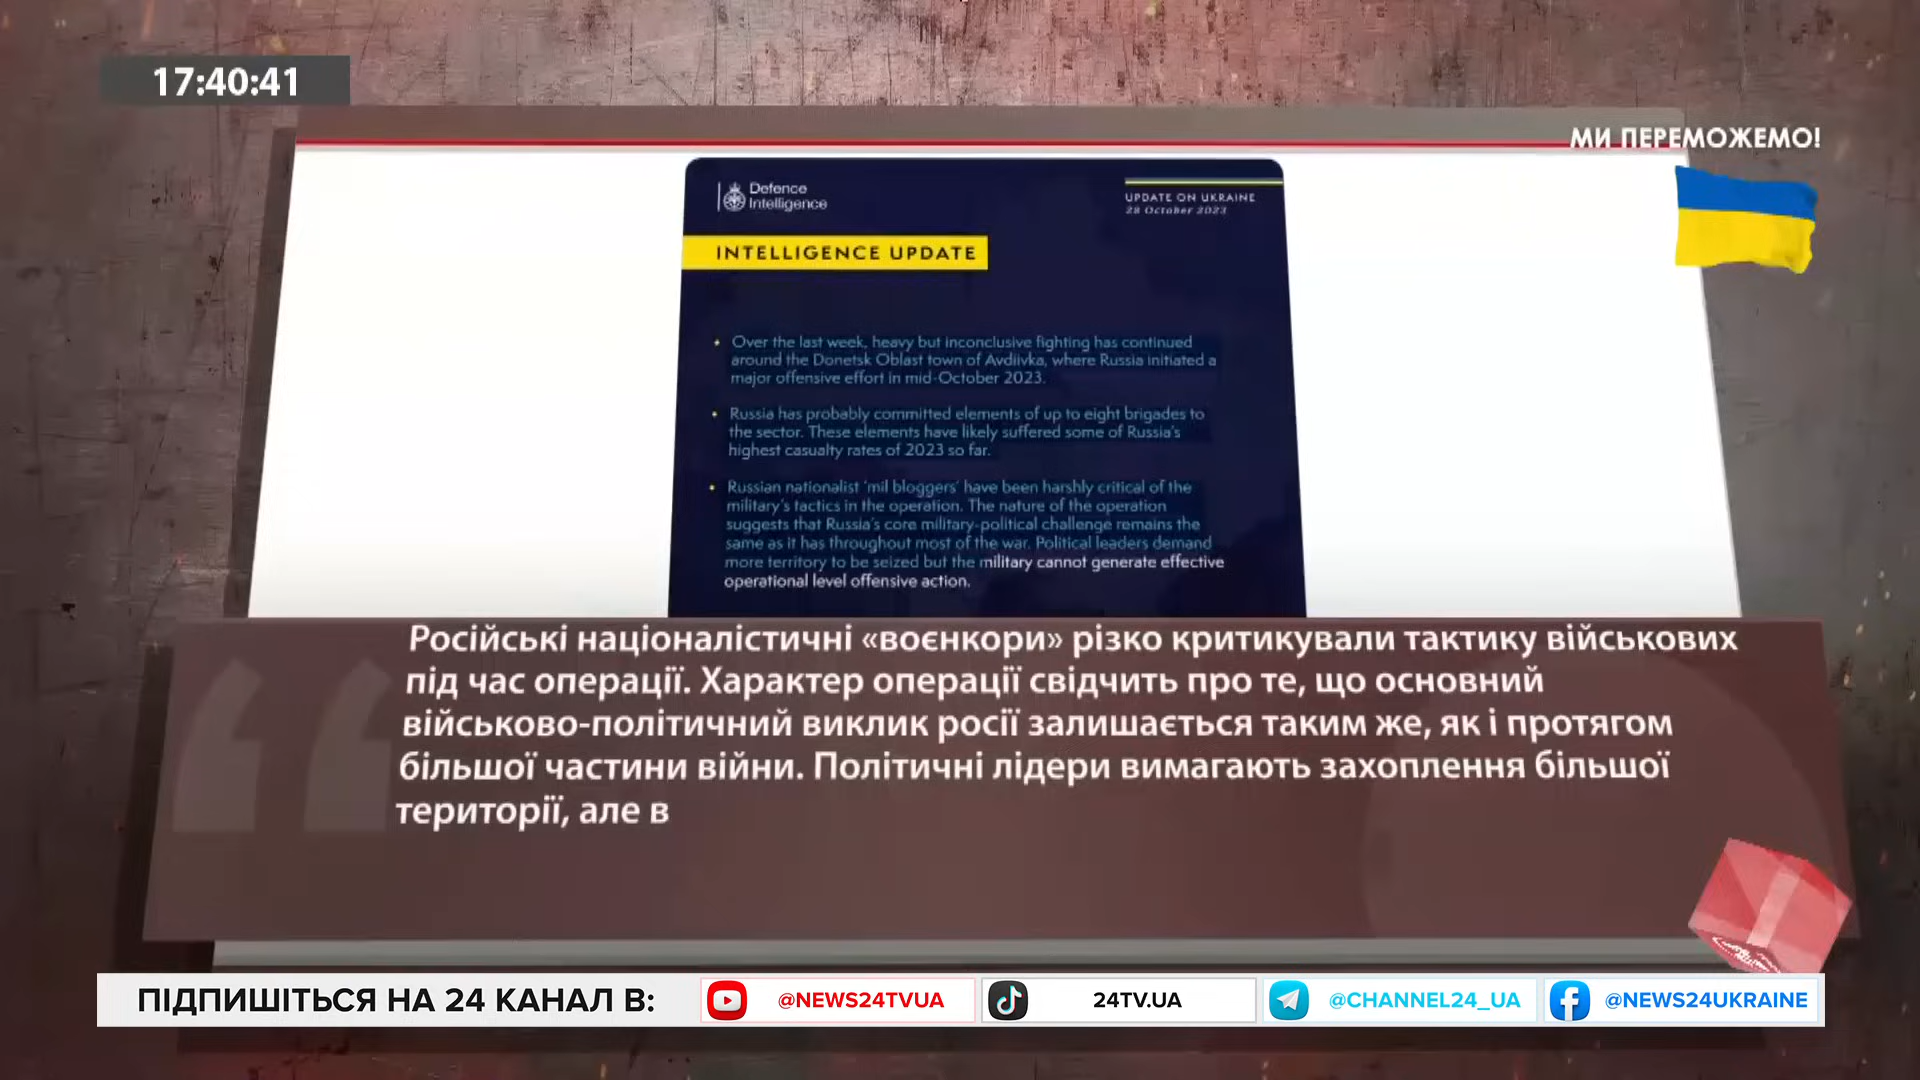 17:40:41
МИ ПЕРЕМОЖЕМО!
Defence
Intelligence
UPDATE ON UKRAINE
28 October 2023
INTELLIGENCE UPDATE
• Over the last week, heavy but inconclusive fighting has continued
around the Donetsk Oblast town of Avdiivka, where Russia initiated a
major offensive effort in mid-October 2023.
• Russia has probably committed elements of up to eight brigades to
the sector. These elements have likely suffered some of Russia's
highest casualty rates of 2023 so far.
• Russian nationalist 'mil bloggers' have been harshly critical of the
military's tactics in the operation. The nature of the operation
suggests that Russia's core military-political challenge remains the
same as it has throughout most of the war. Political leaders demand
more territory to be seized but the military cannot generate effective
operational level offensive action.
Російські націоналістичні «воєнкори» різко критикували тактику військових
під час операції. Характер операції свідчить про те, що основний
військово-політичний виклик росії залишається таким же, як і протягом
більшої частини війни. Політичні лідери вимагають захоплення більшої
території, але в
ПІДПИШІТЬСЯ НА 24 КАНАЛ В:
@NEWS24TVUA
24TV.UA
@CHANNEL24_UA
@NEWS24UKRAINE